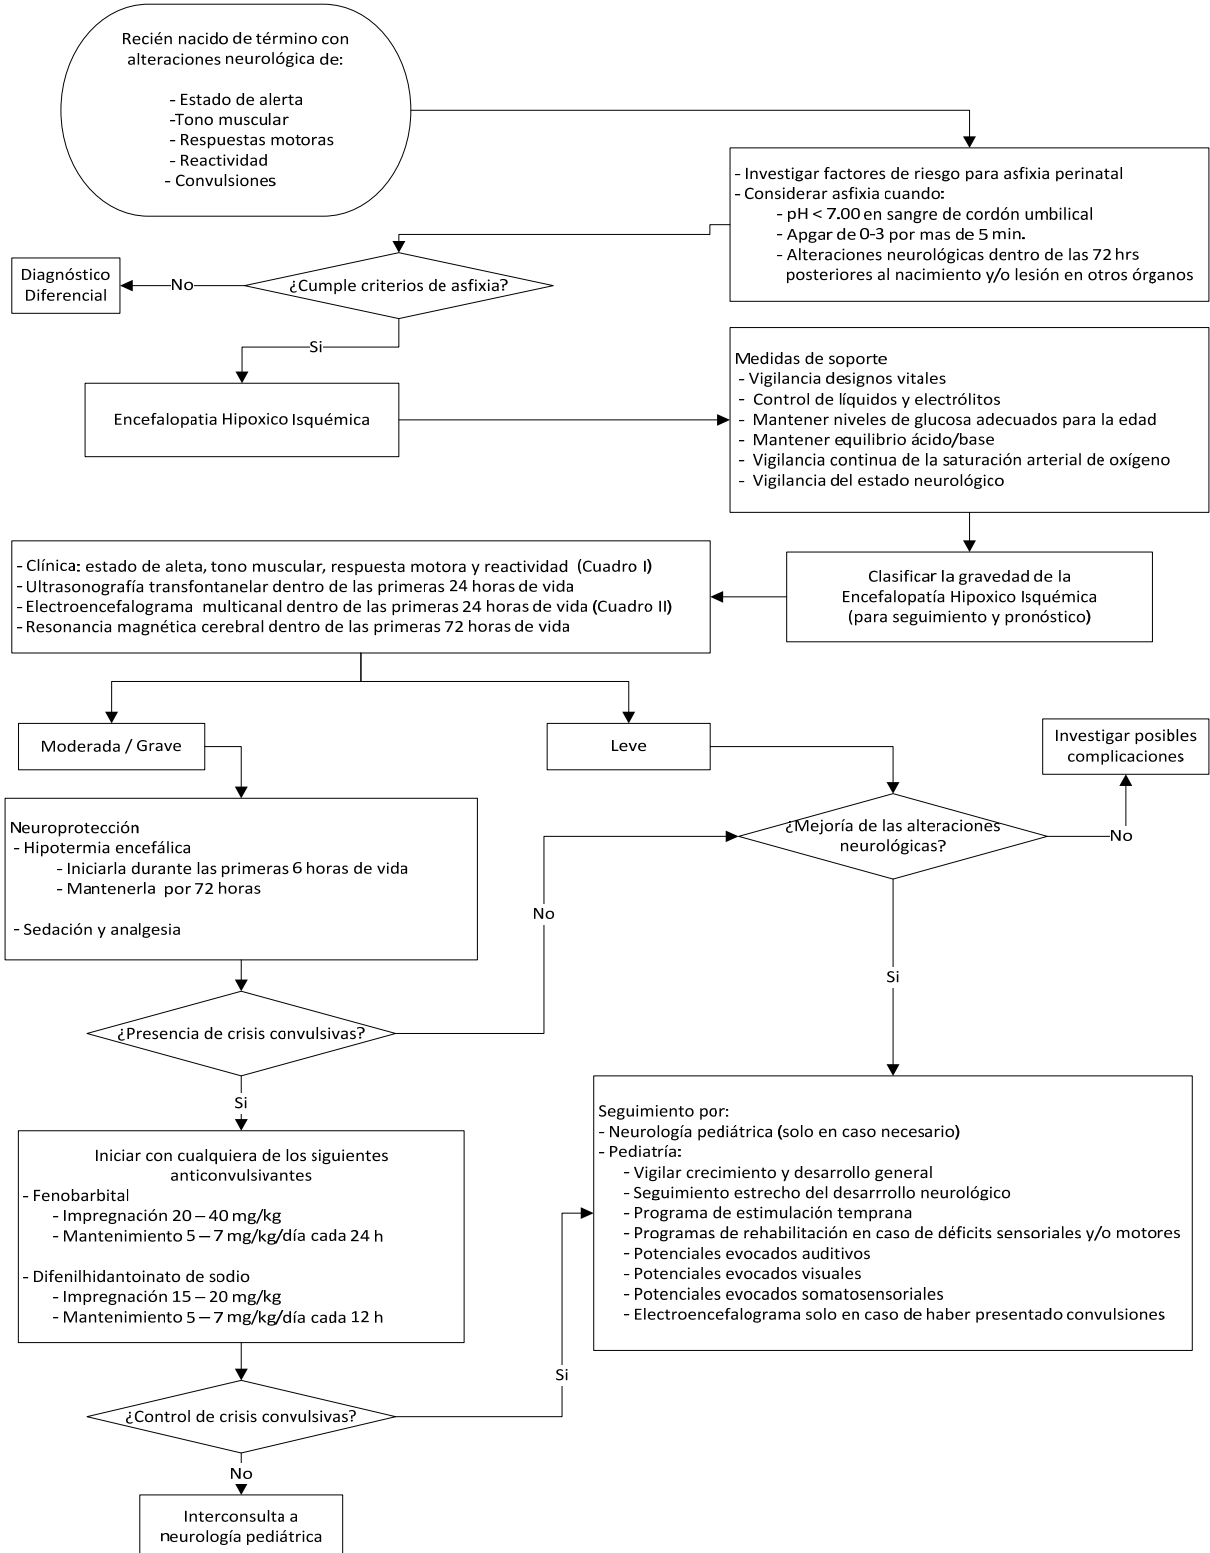 Recién nacido de término con
alteraciones neurológica de:
- Estado de alerta
-Tono muscular
- Respuestas motoras
- Reactividad
- Convulsiones
- Investigar factores de riesgo para asfixia perinatal
- Considerar asfixia cuando:
- pH < 7.00 en sangre de cordón umbilical
- Apgar de 0-3 por mas de 5 min.
- Alteraciones neurológicas dentro de las 72 hrs
posteriores al nacimiento y/o lesión en otros órganos
¿Cumple criterios de asfixia?
No
Diagnóstico
Diferencial
Si
Encefalopatia Hipoxico Isquémica
Medidas de soporte
- Vigilancia designos vitales
- Control de líquidos y electrólitos
- Mantener niveles de glucosa adecuados para la edad
- Mantener equilibrio ácido/base
- Vigilancia continua de la saturación arterial de oxígeno
- Vigilancia del estado neurológico
Clasificar la gravedad de la
Encefalopatía Hipoxico Isquémica
(para seguimiento y pronóstico)
- Clínica: estado de aleta, tono muscular, respuesta motora y reactividad (Cuadro I)
- Ultrasonografía transfontanelar dentro de las primeras 24 horas de vida
- Electroencefalograma multicanal dentro de las primeras 24 horas de vida (Cuadro II)
- Resonancia magnética cerebral dentro de las primeras 72 horas de vida
Moderada / Grave
Leve
Investigar posibles
complicaciones
¿Mejoría de las alteraciones
neurológicas?
No
Si
Neuroprotección
- Hipotermia encefálica
- Iniciarla durante las primeras 6 horas de vida
- Mantenerla por 72 horas
- Sedación y analgesia
No
¿Presencia de crisis convulsivas?
Si
Iniciar con cualquiera de los siguientes
anticonvulsivantes
- Fenobarbital
- Impregnación 20 – 40 mg/kg
- Mantenimiento 5 – 7 mg/kg/día cada 24 h
- Difenilhidantoinato de sodio
- Impregnación 15 – 20 mg/kg
- Mantenimiento 5 – 7 mg/kg/día cada 12 h
Seguimiento por:
- Neurología pediátrica (solo en caso necesario)
- Pediatría:
- Vigilar crecimiento y desarrollo general
- Seguimiento estrecho del desarrrollo neurológico
- Programa de estimulación temprana
- Programas de rehabilitación en caso de déficits sensoriales y/o motores
- Potenciales evocados auditivos
- Potenciales evocados visuales
- Potenciales evocados somatosensoriales
- Electroencefalograma solo en caso de haber presentado convulsiones
Si
¿Control de crisis convulsivas?
No
Interconsulta a
neurología pediátrica